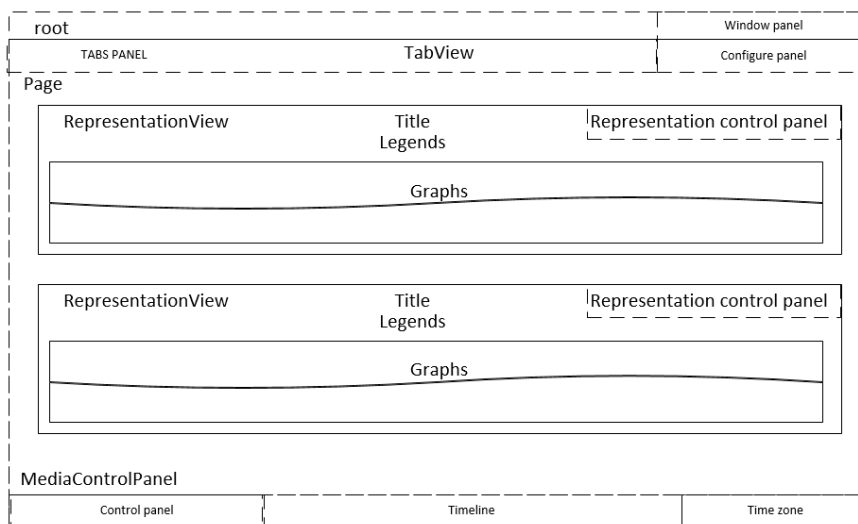 root
Window panel
TABS PANEL
TabView
Configure panel
Page
RepresentationView
Title
Representation control panel
Legends
Graphs
RepresentationView
Title
Representation control panel
Legends
Graphs
MediaControlPanel
Control panel
Timeline
Time zone